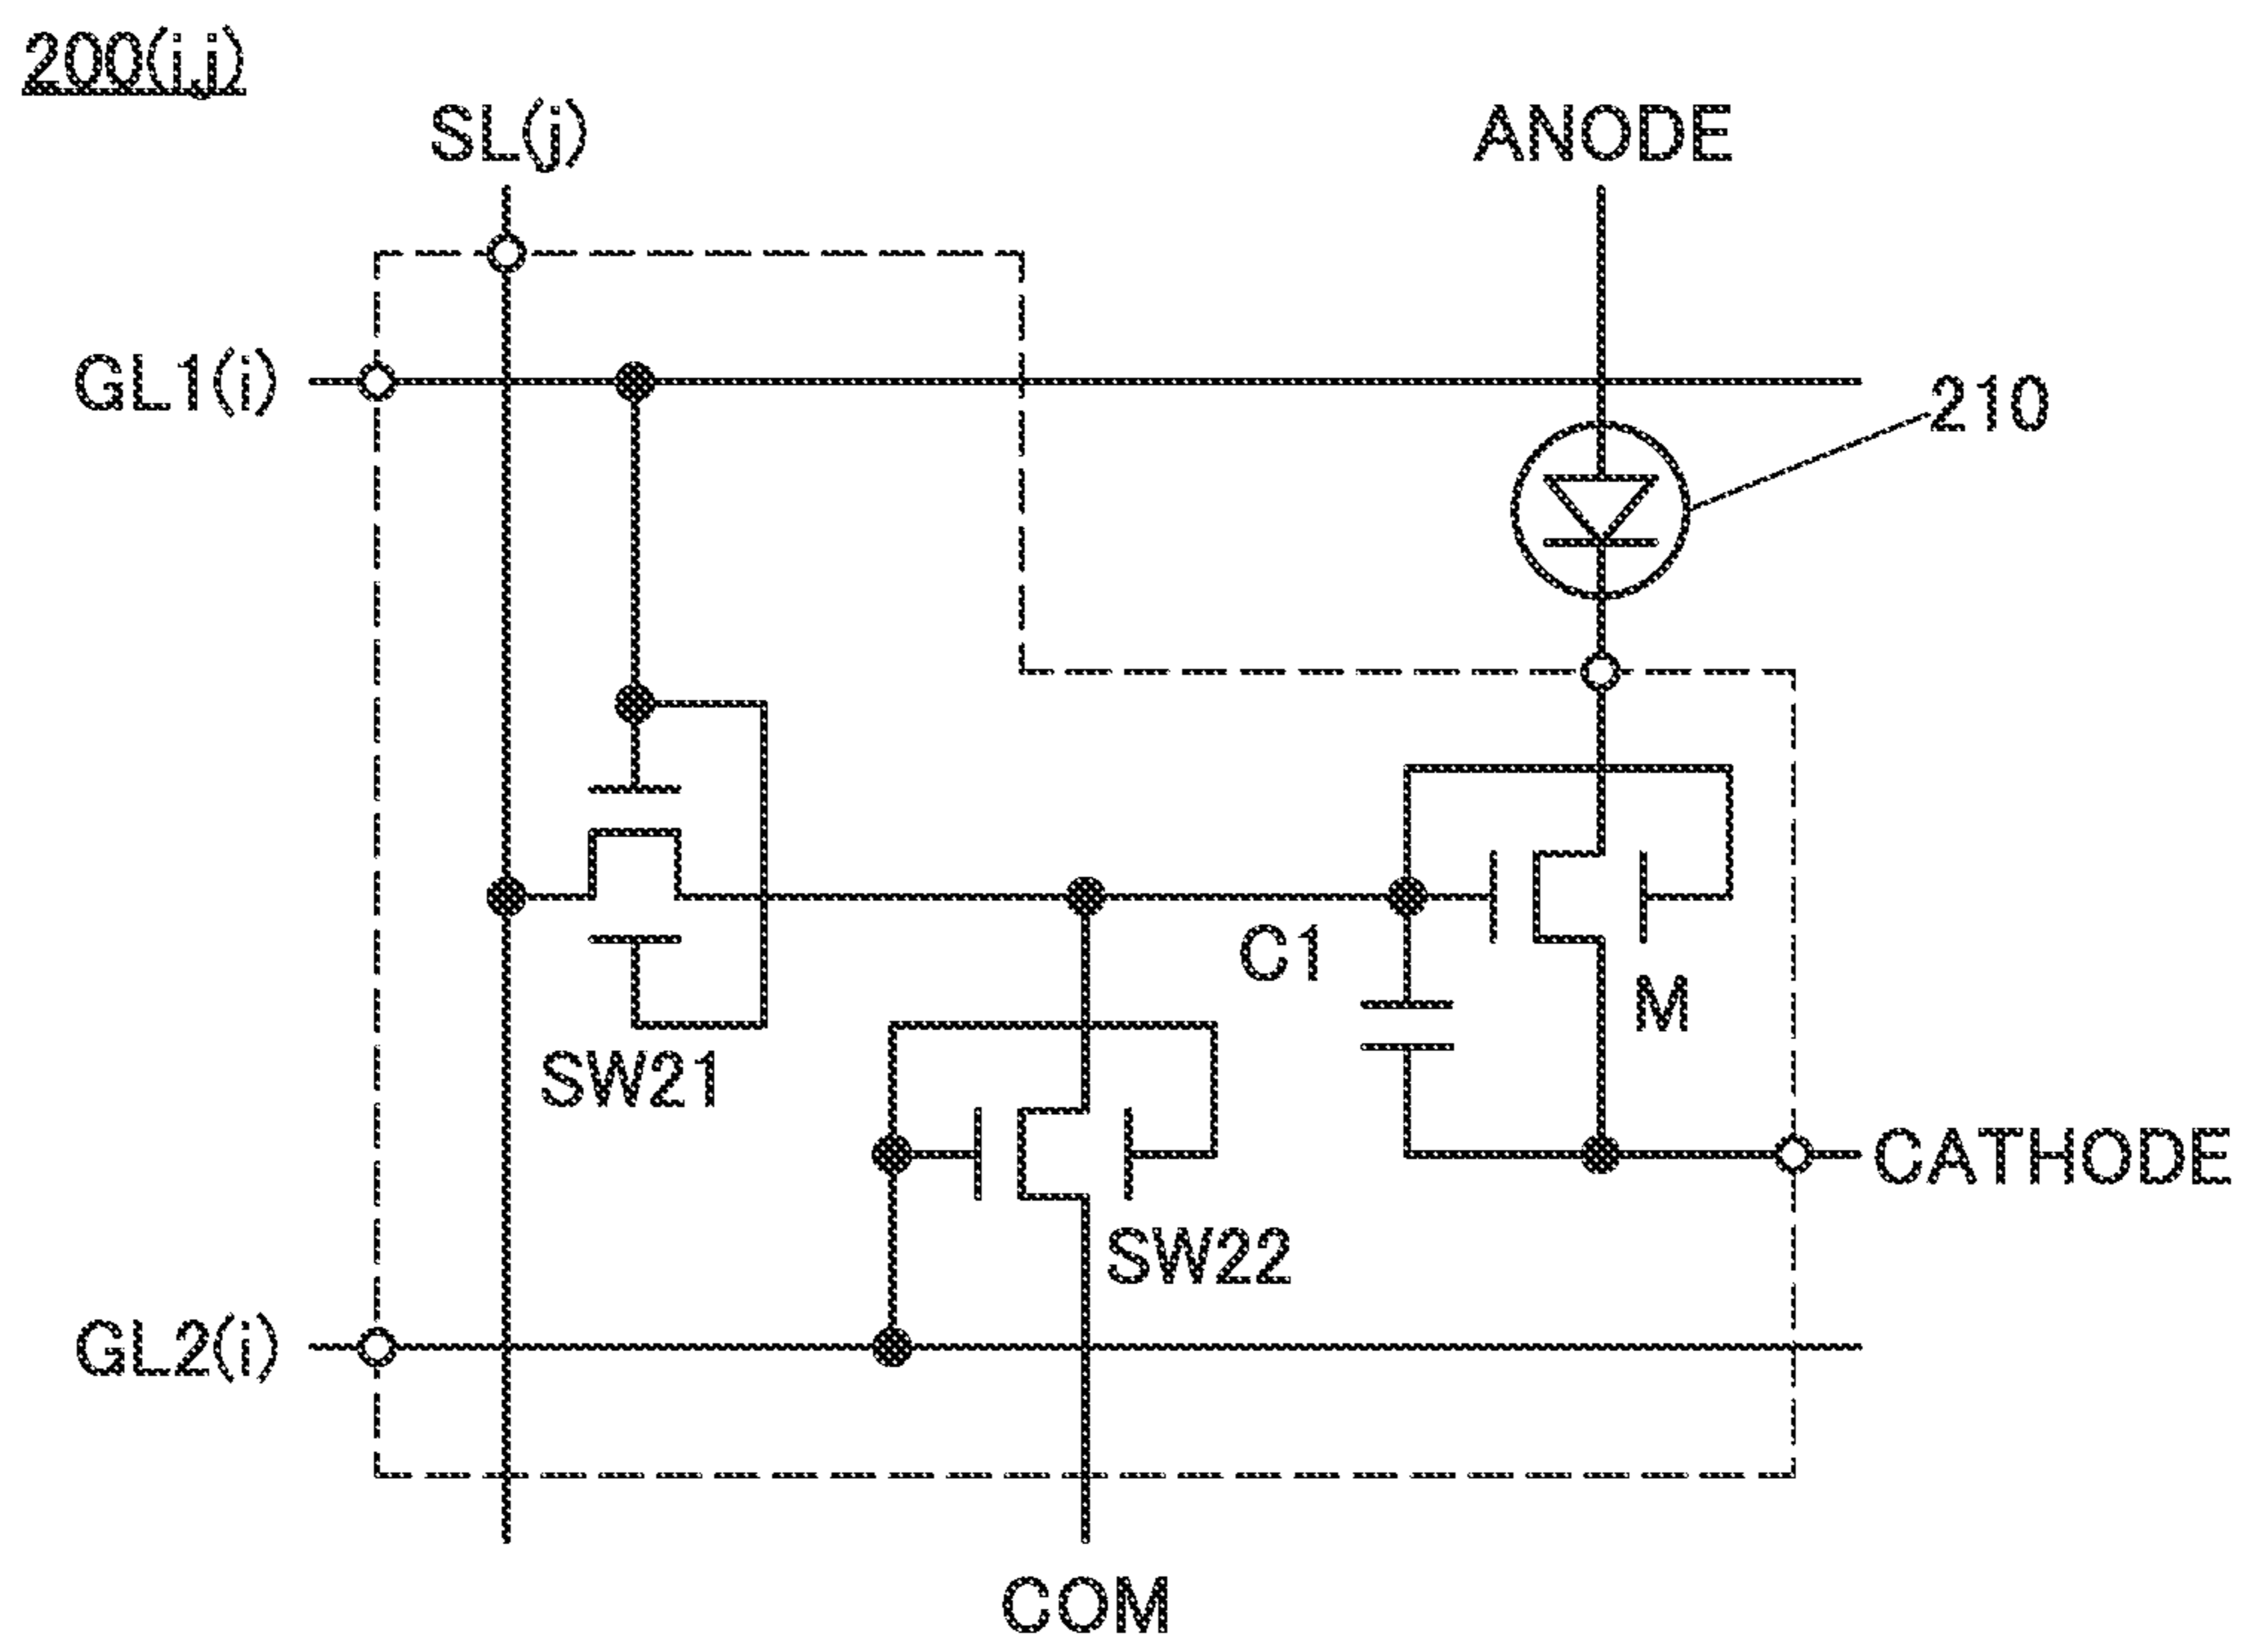 200(i,j)
SL(j)
ANODE
GL1(i)
210
C1
M
SW21
CATHODE
SW22
GL2(i)
COM